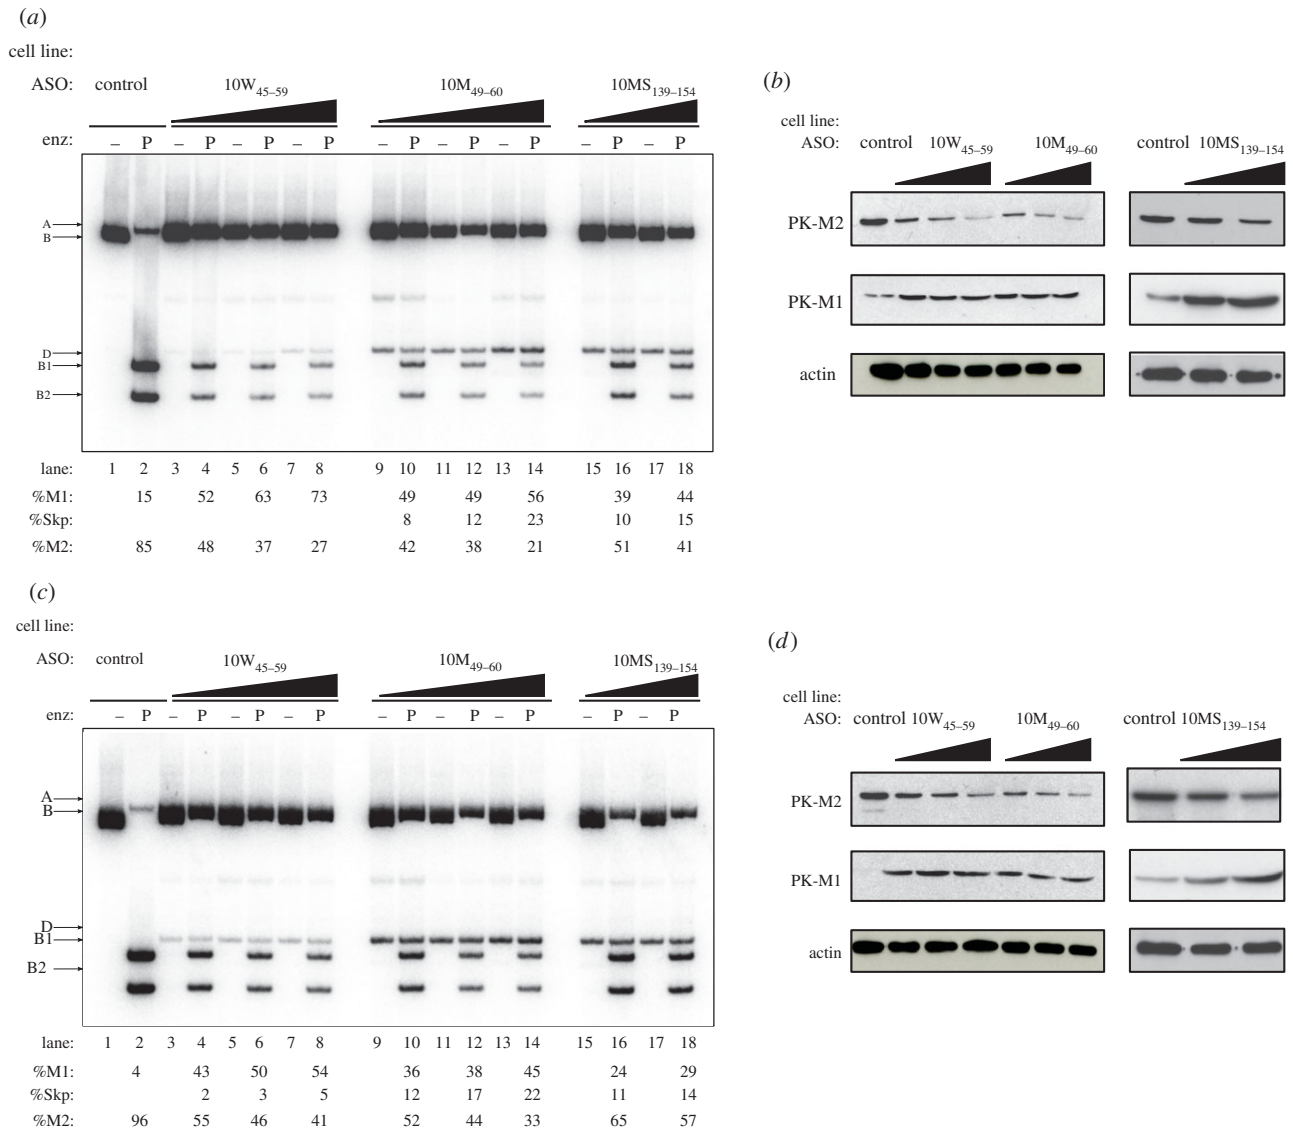 (a)
cell line:
ASO: control 10W45–59 10M49–60 10MS139–154
enz: – P – P – P – P – P – P – P – P – P
A
B
D
B1
B2
lane: 1 2 3 4 5 6 7 8 9 10 11 12 13 14 15 16 17 18
%M1: 15 52 63 73 49 49 56 39 44
%Skp: 8 12 23 10 15
%M2: 85 48 37 27 42 38 21 51 41
(b)
cell line:
ASO: control 10W45–59 10M49–60 control 10MS139–154
PK-M2
PK-M1
actin
(c)
cell line:
ASO: control 10W45–59 10M49–60 10MS139–154
enz: – P – P – P – P – P – P – P – P – P
A
B
D
B1
B2
lane: 1 2 3 4 5 6 7 8 9 10 11 12 13 14 15 16 17 18
%M1: 4 43 50 54 36 38 45 24 29
%Skp: 2 3 5 12 17 22 11 14
%M2: 96 55 46 41 52 44 33 65 57
(d)
cell line:
ASO: control 10W45–59 10M49–60 control 10MS139–154
PK-M2
PK-M1
actin